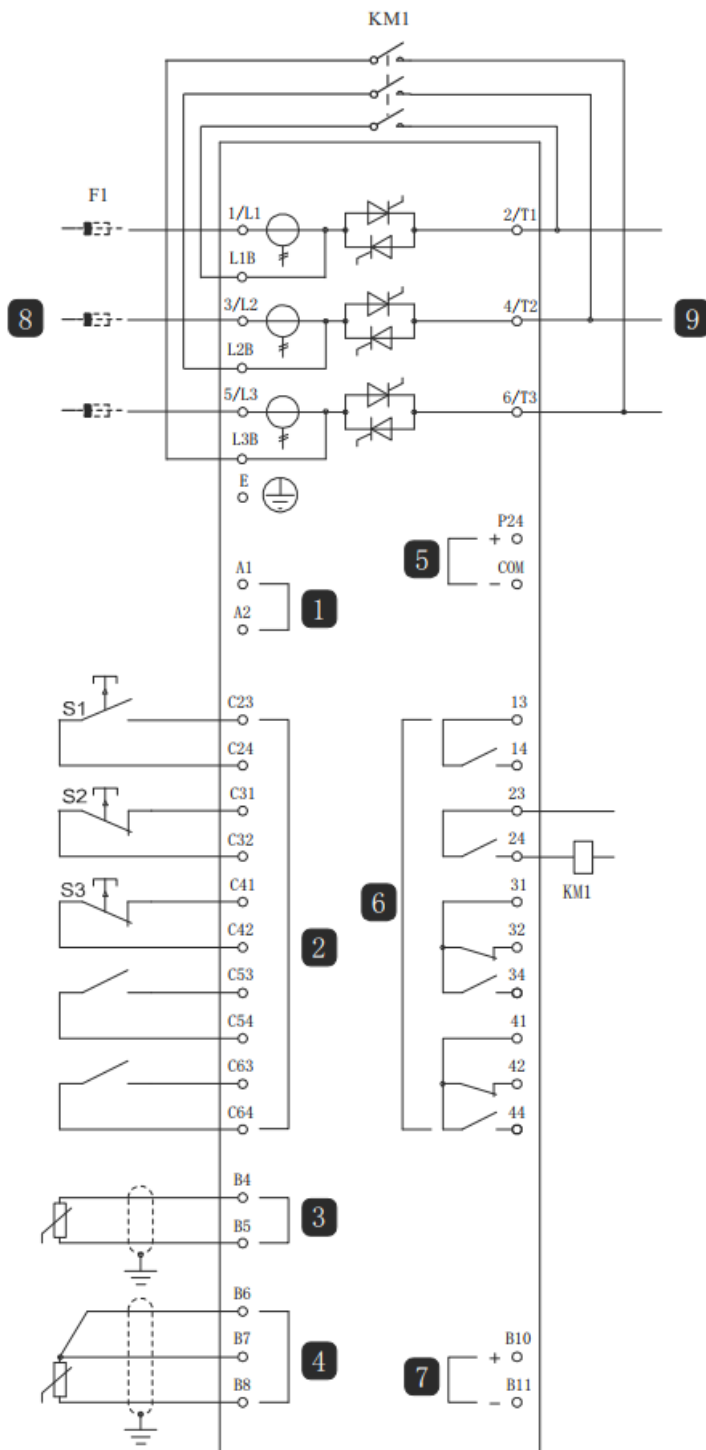 KM1
F1
1/L1
2/T1
L1B
8
3/L2
4/T2
9
L2B
5/L3
6/T3
L3B
E
P24
5
+
A1
COM
-
1
A2
S1
C23
13
C24
14
S2
C31
23
C32
24
KM1
S3
C41
31
6
2
C42
32
C53
34
C54
41
C63
42
C64
44
B4
3
B5
B6
B7
4
B10
7
+
B8
B11
-